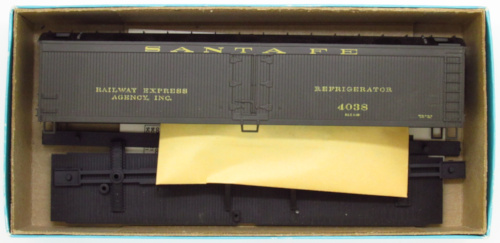 SANTA FE
RAILWAY EXPRESS
AGENCY, INC.
REFRIGERATOR
4038